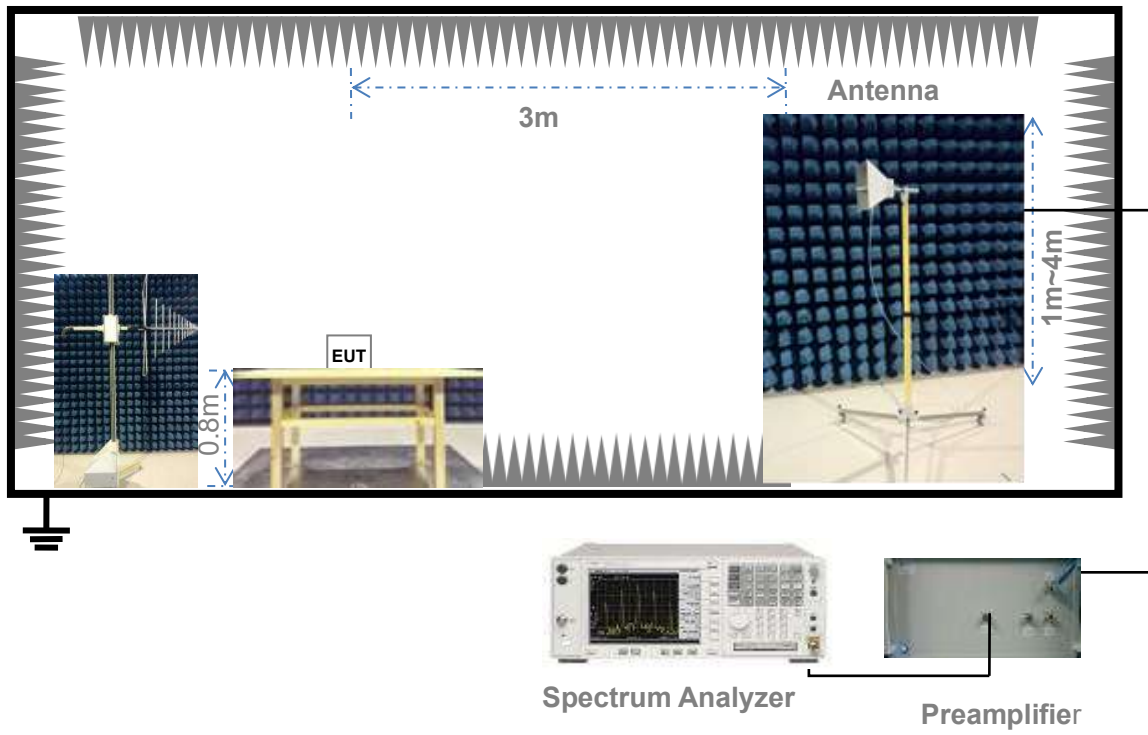 Antenna
3m
1m~4m
EUT
0.8m
Spectrum Analyzer
Preamplifier